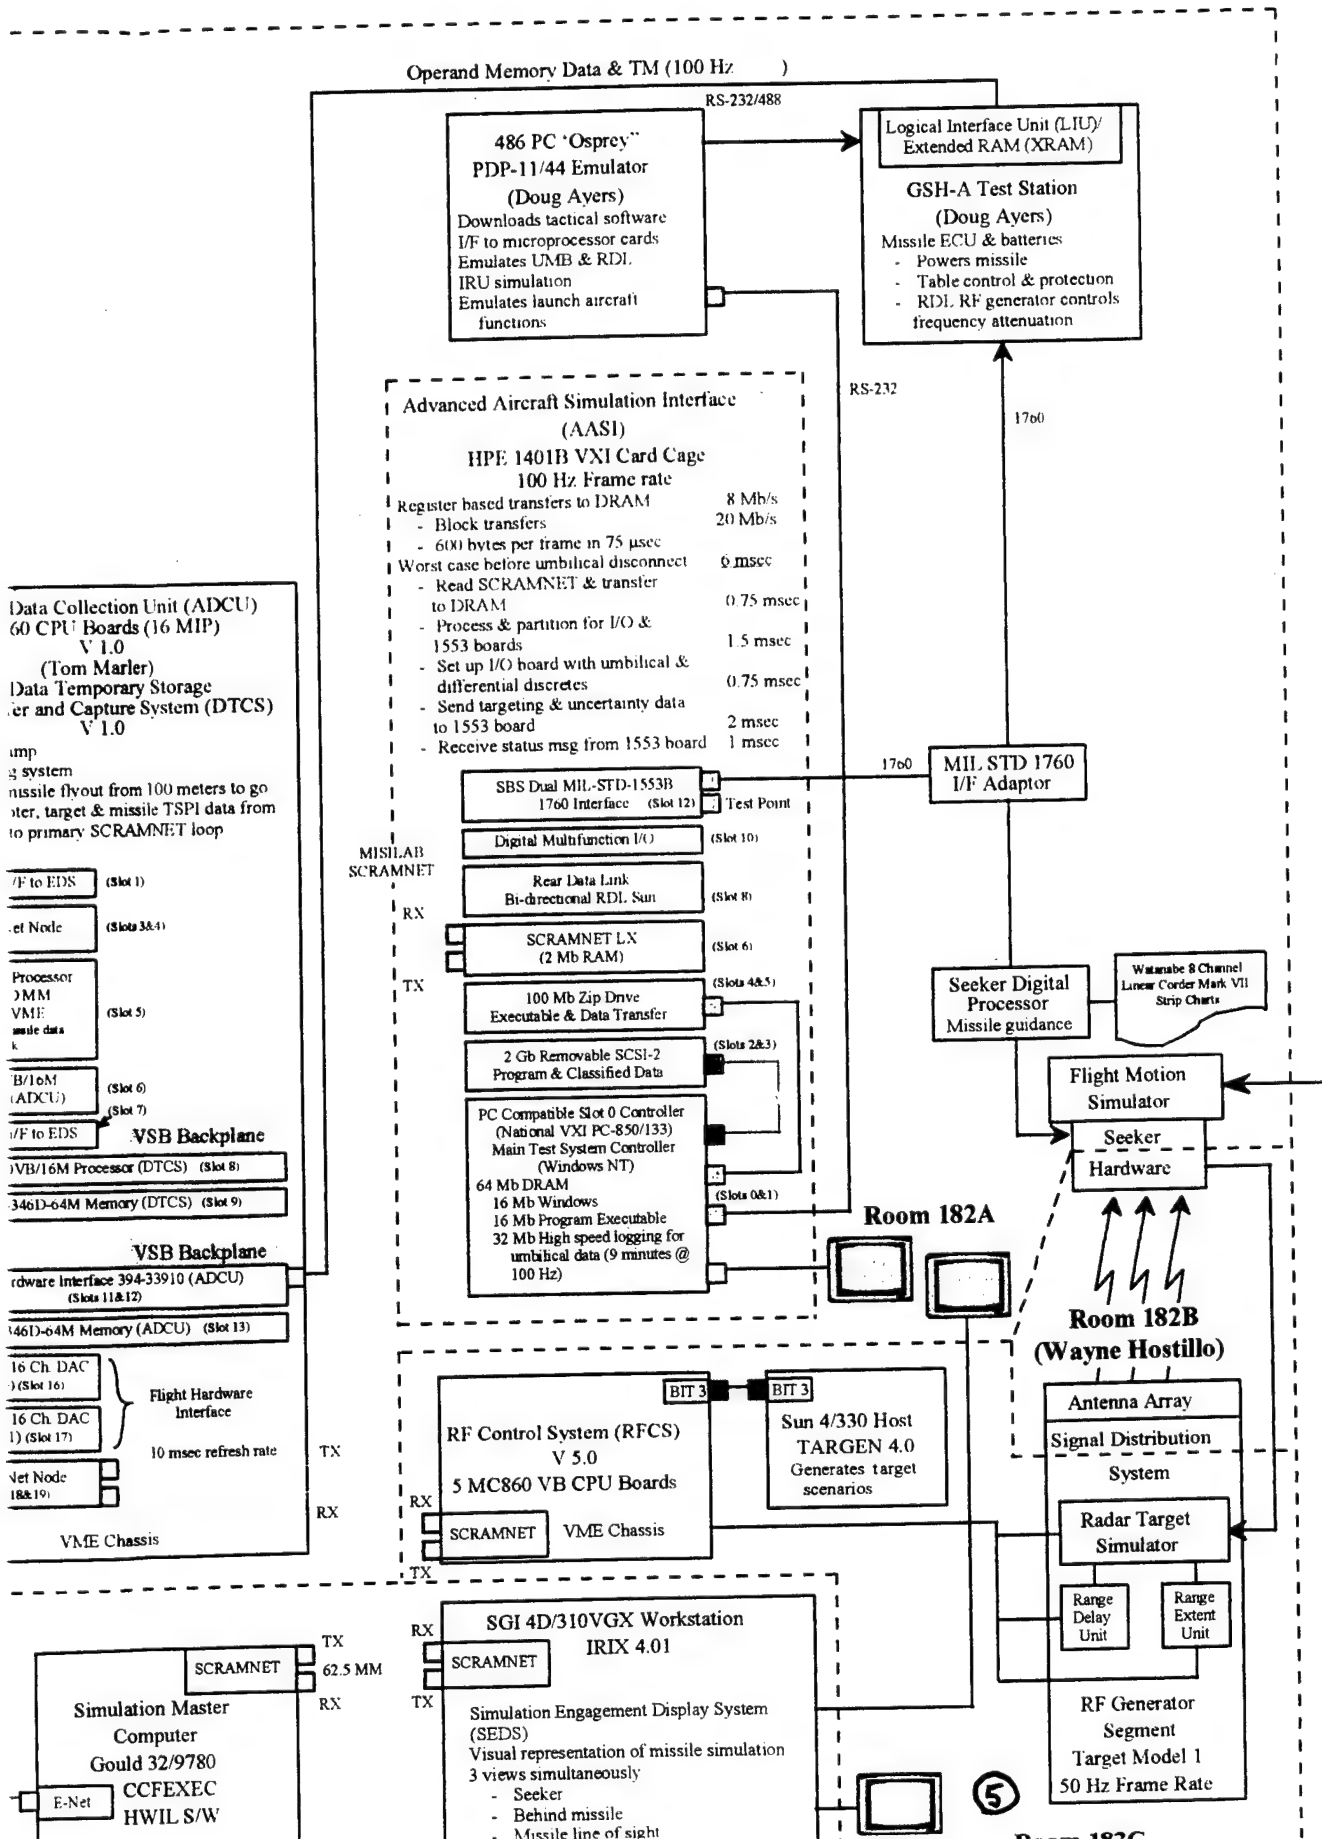 Operand Memory Data & TM (100 Hz )
RS-232/488
486 PC "Osprey"
PDP-11/44 Emulator
(Doug Ayers)
Downloads tactical software
I/F to microprocessor cards
Emulates UMB & RDL
IRU simulation
Emulates launch aircraft
functions
Logical Interface Unit (LIU)/
Extended RAM (XRAM)
GSH-A Test Station
(Doug Ayers)
Missile ECU & batteries
- Powers missile
- Table control & protection
- RDL RF generator controls
frequency attenuation
RS-232
1760
Advanced Aircraft Simulation Interface
(AASI)
HPE 1401B VXI Card Cage
100 Hz Frame rate
Register based transfers to DRAM 8 Mb/s
- Block transfers 20 Mb/s
- 600 bytes per frame in 75 µsec
Worst case before umbilical disconnect 6 msec
- Read SCRAMNET & transfer
to DRAM 0.75 msec
- Process & partition for I/O &
1553 boards 1.5 msec
- Set up I/O board with umbilical &
differential discretes 0.75 msec
- Send targeting & uncertainty data
to 1553 board 2 msec
- Receive status msg from 1553 board 1 msec
SBS Dual MIL-STD-1553B
1760 Interface (Slot 12) Test Point
1760
MIL STD 1760
I/F Adaptor
Digital Multifunction I/O (Slot 10)
MISILAB
SCRAMNET
Rear Data Link
Bi-directional RDL Sun (Slot 8)
RX
SCRAMNET LX
(2 Mb RAM) (Slot 6)
TX
100 Mb Zip Drive
Executable & Data Transfer
(Slots 4&5)
2 Gb Removable SCSI-2
Program & Classified Data
(Slots 2&3)
PC Compatible Slot 0 Controller
(National VXI PC-850/133)
Main Test System Controller
(Windows NT)
64 Mb DRAM
16 Mb Windows
16 Mb Program Executable
32 Mb High speed logging for
umbilical data (9 minutes @
100 Hz)
(Slots 0&1)
Data Collection Unit (ADCU)
60 CPU Boards (16 MIP)
V 1.0
(Tom Marler)
Data Temporary Storage
er and Capture System (DTCS)
V 1.0
amp
g system
missile flyout from 100 meters to go
ter, target & missile TSPI data from
to primary SCRAMNET loop
/F to EDS (Slot 1)
et Node (Slots 3&4)
Processor
DMM
VME
missile data
k
(Slot 5)
B/16M
(ADCU)
(Slot 6)
(Slot 7)
/F to EDS
VSB Backplane
VB/16M Processor (DTCS) (Slot 8)
346D-64M Memory (DTCS) (Slot 9)
VSB Backplane
rdware Interface 394-33910 (ADCU)
(Slots 11&12)
346D-64M Memory (ADCU) (Slot 13)
16 Ch. DAC
) (Slot 16)
16 Ch. DAC
1) (Slot 17)
Flight Hardware
Interface
10 msec refresh rate
Net Node
18&19)
VME Chassis
TX
RX
Seeker Digital
Processor
Missile guidance
Watanabe 8 Channel
Linear Corder Mark VII
Strip Charts
Flight Motion
Simulator
Seeker
Hardware
Room 182A
Room 182B
(Wayne Hostillo)
BIT 3
BIT 3
RF Control System (RFCS)
V 5.0
5 MC860 VB CPU Boards
RX
SCRAMNET
VME Chassis
TX
Sun 4/330 Host
TARGEN 4.0
Generates target
scenarios
Antenna Array
Signal Distribution
System
Radar Target
Simulator
Range
Delay
Unit
Range
Extent
Unit
RF Generator
Segment
Target Model 1
50 Hz Frame Rate
SCRAMNET
TX
62.5 MM
RX
Simulation Master
Computer
Gould 32/9780
CCFEXEC
HWIL S/W
E-Net
RX
SCRAMNET
TX
SGI 4D/310VGX Workstation
IRIX 4.01
Simulation Engagement Display System
(SEDS)
Visual representation of missile simulation
3 views simultaneously
- Seeker
- Behind missile
- Missile line of sight
5
Room 182C